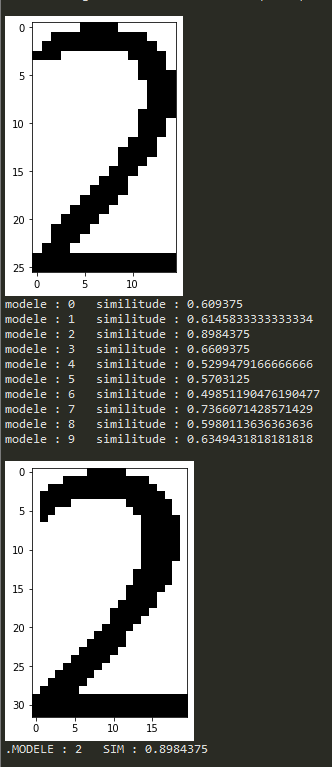 0
5
10
15
20
25
0 5 10
modele : 0 similitude : 0.609375
modele : 1 similitude : 0.6145833333333334
modele : 2 similitude : 0.8984375
modele : 3 similitude : 0.6609375
modele : 4 similitude : 0.5299479166666666
modele : 5 similitude : 0.5703125
modele : 6 similitude : 0.49851190476190477
modele : 7 similitude : 0.7366071428571429
modele : 8 similitude : 0.5980113636363636
modele : 9 similitude : 0.6349431818181818
0
5
10
15
20
25
30
0 5 10 15
.MODELE : 2 SIM : 0.8984375